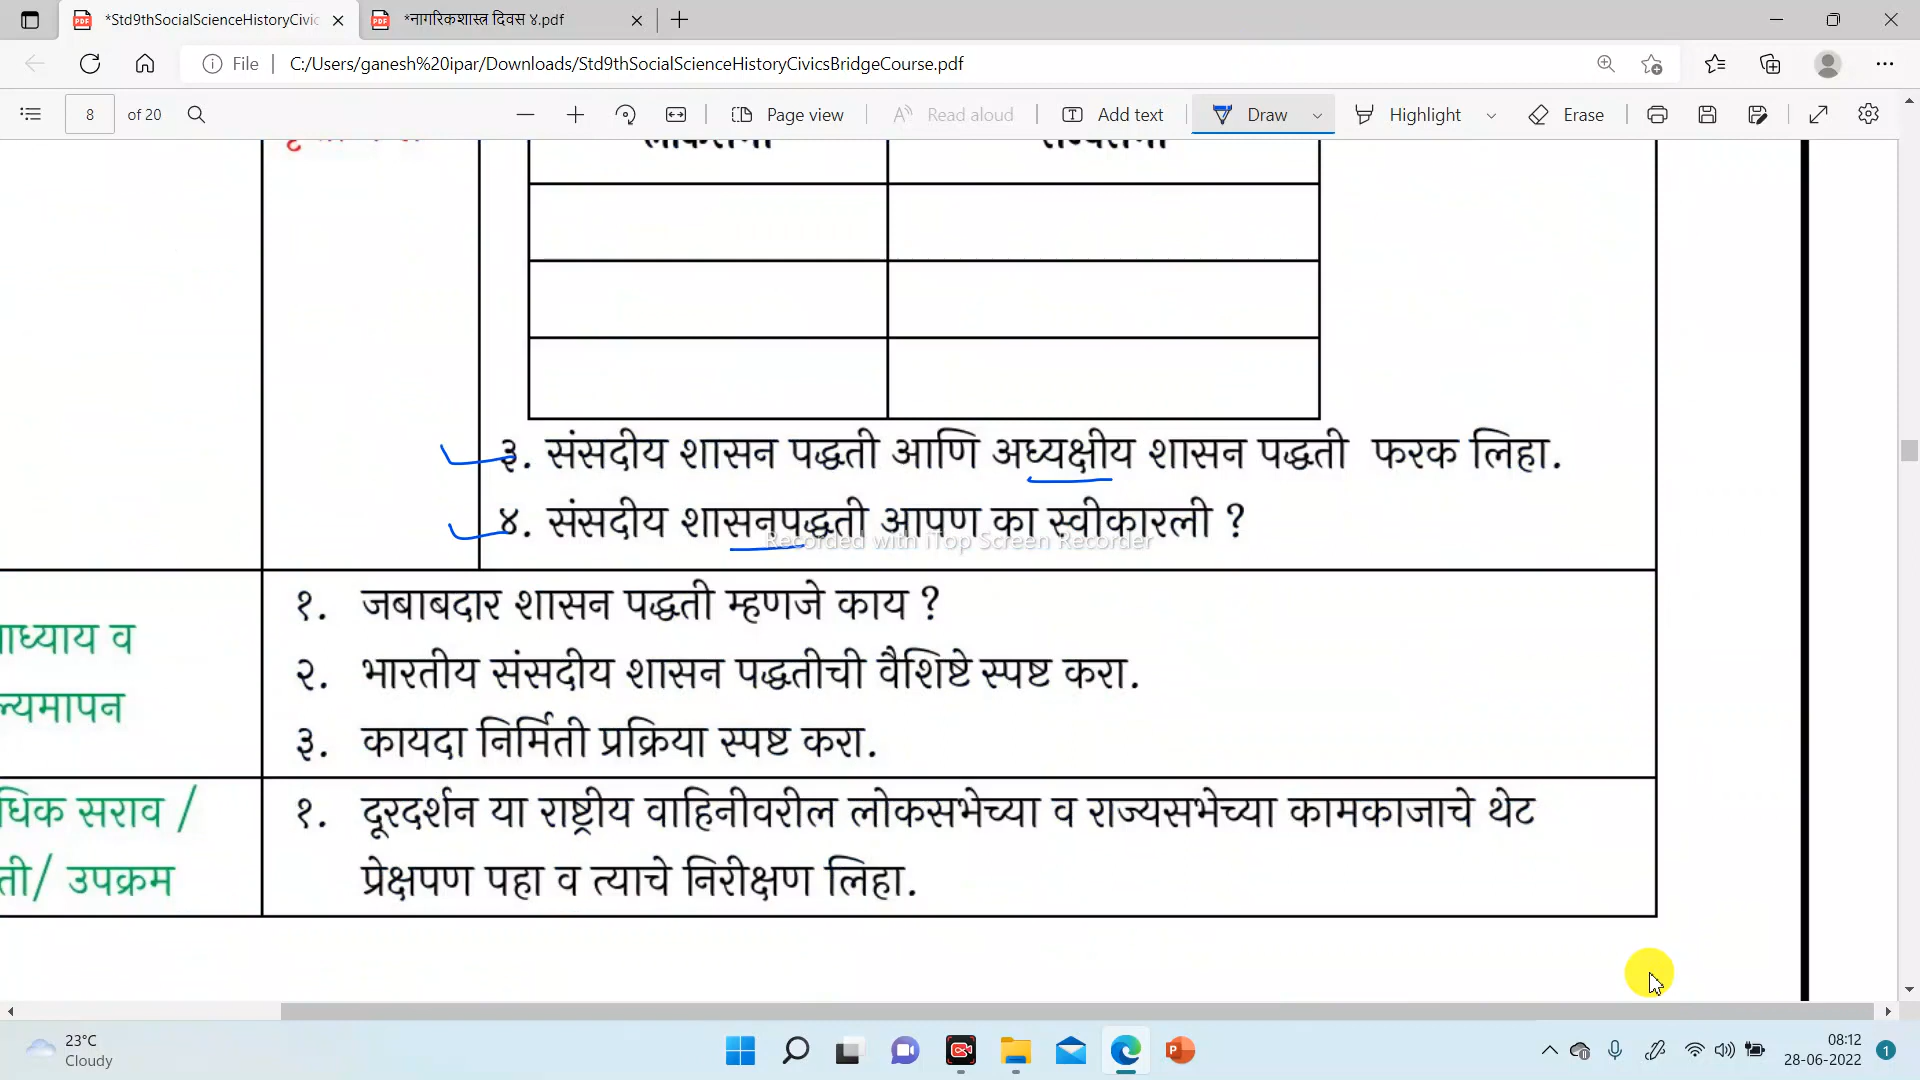 *Std9thSocialScienceHistoryCivic
*नागरिकशास्त्र दिवस ४.pdf
File
C:/Users/ganesh%20ipar/Downloads/Std9thSocialScienceHistoryCivicsBridgeCourse.pdf
8 of 20
Page view
Read aloud
Add text
Draw
Highlight
Erase
३. संसदीय शासन पद्धती आणि अध्यक्षीय शासन पद्धती फरक लिहा.
४. संसदीय शासनपद्धती आपण का स्वीकारली ?
Recorded with iTop Screen Recorder
१. जबाबदार शासन पद्धती म्हणजे काय ?
ाध्याय व
२. भारतीय संसदीय शासन पद्धतीची वैशिष्टे स्पष्ट करा.
ल्यमापन
३. कायदा निर्मिती प्रक्रिया स्पष्ट करा.
धिक सराव /
१. दूरदर्शन या राष्ट्रीय वाहिनीवरील लोकसभेच्या व राज्यसभेच्या कामकाजाचे थेट
ती/ उपक्रम
प्रेक्षपण पहा व त्याचे निरीक्षण लिहा.
23°C
Cloudy
08:12
28-06-2022
1